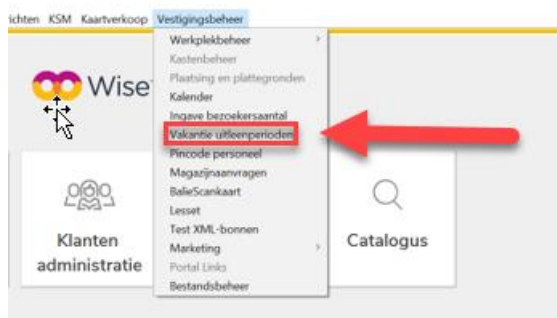 ichten KSM Kaartverkoop Vestigingsbeheer
Werkplekbeheer
Kastenbeheer
Plaatsing en plattegronden
Kalender
Ingave bezoekersaantal
Vakantie uitleenperioden
Pincode personeel
Magazijnaanvragen
BalieScankaart
Lesset
Test XML-bonnen
Marketing
Portal Links
Bestandsbeheer
Wise
Klanten
administratie
Catalogus